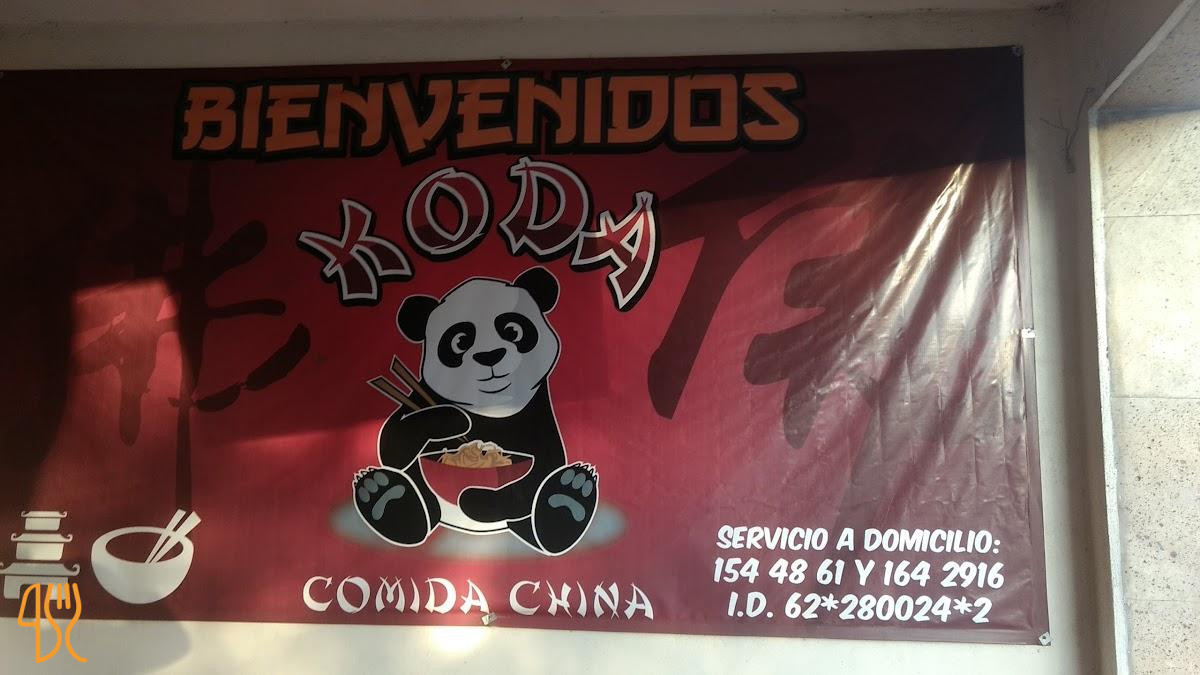 BIENVENIDOS
KODA
COMIDA CHINA
SERVICIO A DOMICILIO:
154 48 61 Y 164 2916
I.D. 62*280024*2